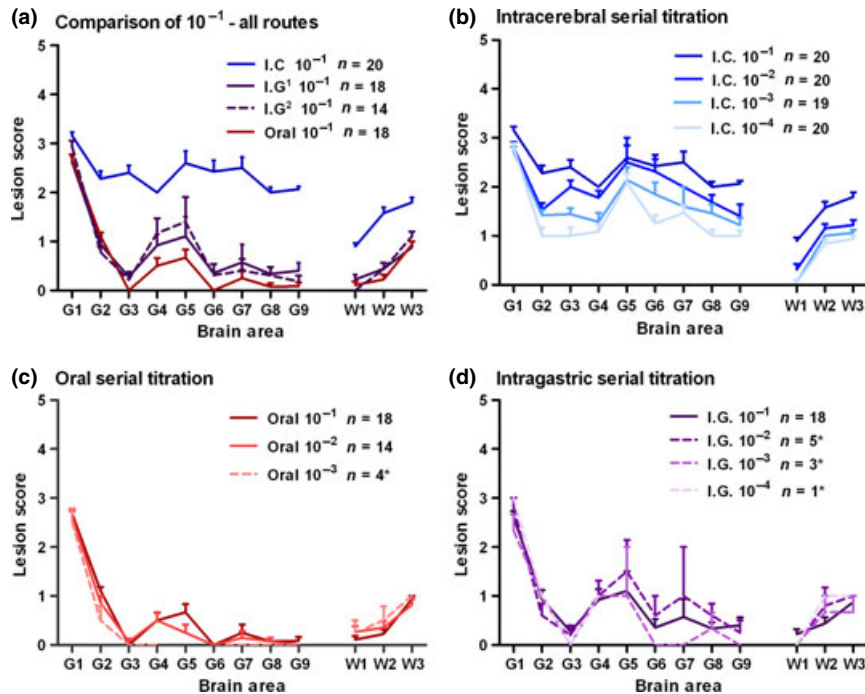 (a) Comparison of 10⁻¹ - all routes
5
4
3
2
1
0
Lesion score
I.C 10⁻¹ n = 20
I.G¹ 10⁻¹ n = 18
I.G² 10⁻¹ n = 14
Oral 10⁻¹ n = 18
G1 G2 G3 G4 G5 G6 G7 G8 G9 W1 W2 W3
Brain area
(b) Intracerebral serial titration
5
4
3
2
1
0
Lesion score
I.C. 10⁻¹ n = 20
I.C. 10⁻² n = 20
I.C. 10⁻³ n = 19
I.C. 10⁻⁴ n = 20
G1 G2 G3 G4 G5 G6 G7 G8 G9 W1 W2 W3
Brain area
(c) Oral serial titration
5
4
3
2
1
0
Lesion score
Oral 10⁻¹ n = 18
Oral 10⁻² n = 14
Oral 10⁻³ n = 4*
G1 G2 G3 G4 G5 G6 G7 G8 G9 W1 W2 W3
Brain area
(d) Intragastric serial titration
5
4
3
2
1
0
Lesion score
I.G. 10⁻¹ n = 18
I.G. 10⁻² n = 5*
I.G. 10⁻³ n = 3*
I.G. 10⁻⁴ n = 1*
G1 G2 G3 G4 G5 G6 G7 G8 G9 W1 W2 W3
Brain area